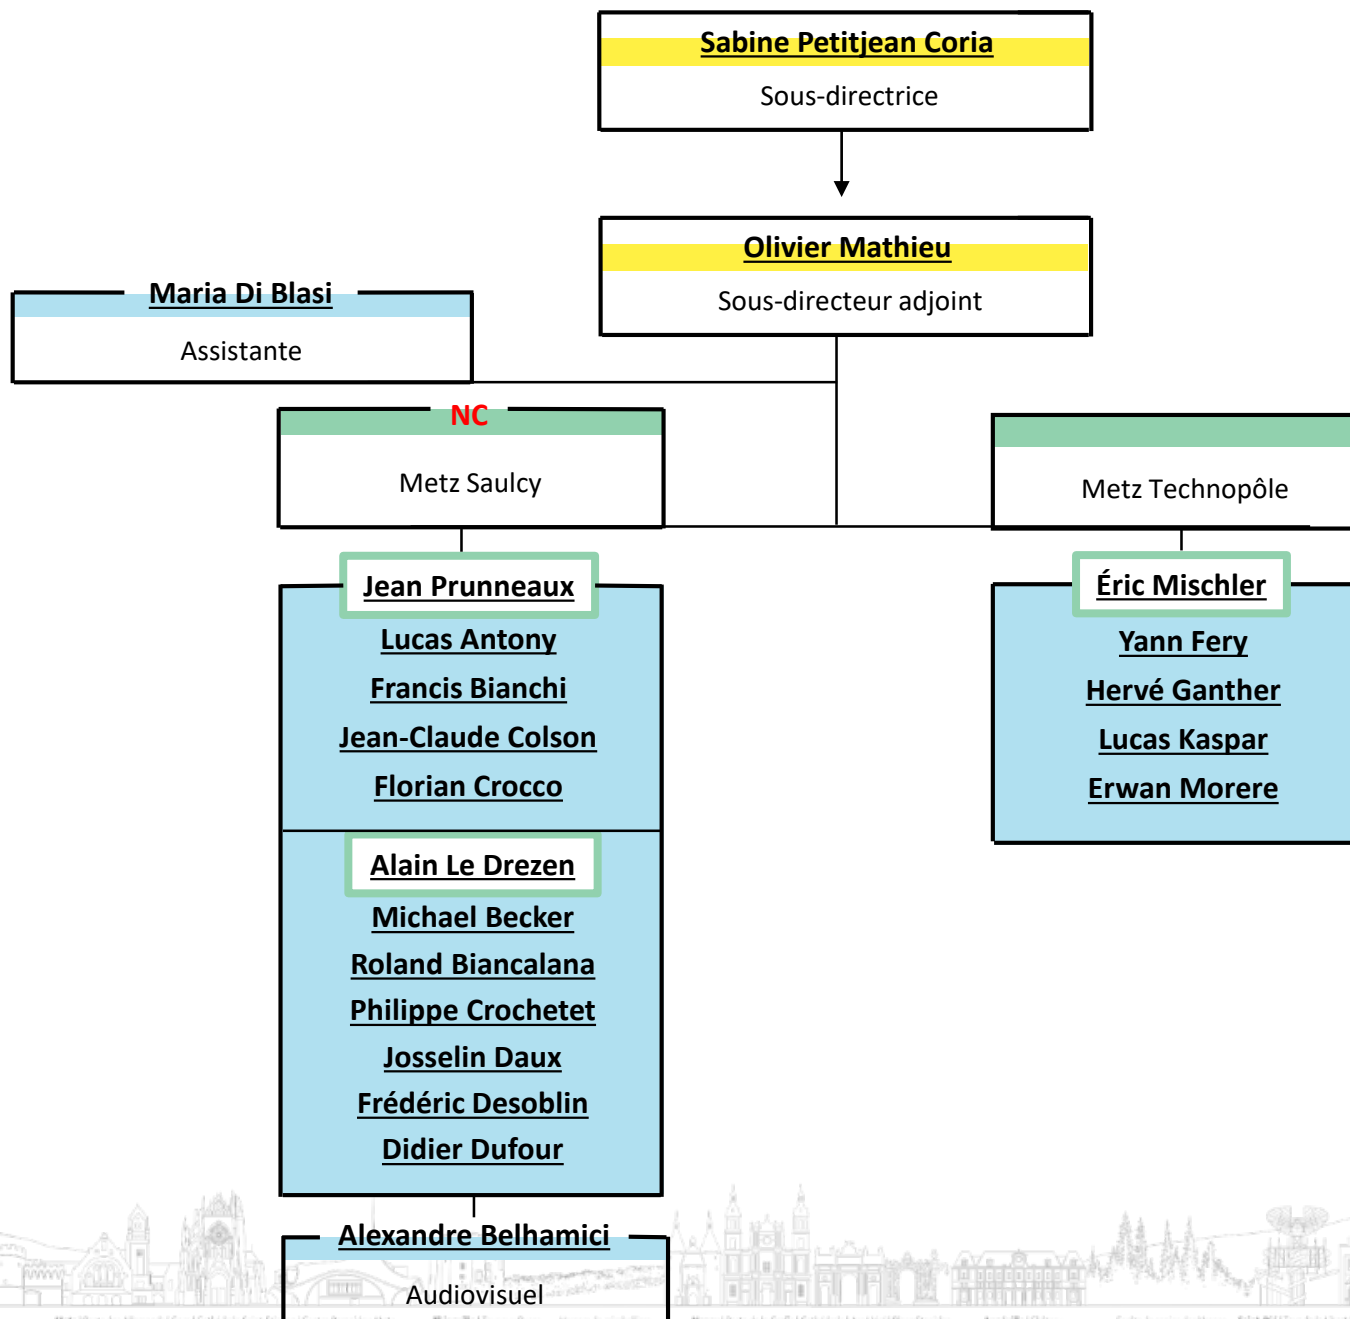 Sabine Petitjean Coria
Sous-directrice
Olivier Mathieu
Sous-directeur adjoint
Maria Di Blasi
Assistante
NC
Metz Saulcy
Metz Technopôle
Jean Prunneaux
Lucas Antony
Francis Bianchi
Jean-Claude Colson
Florian Crocco
Alain Le Drezen
Michael Becker
Roland Biancalana
Philippe Crochetet
Josselin Daux
Frédéric Desoblin
Didier Dufour
Alexandre Belhamici
Audiovisuel
Éric Mischler
Yann Fery
Hervé Ganther
Lucas Kaspar
Erwan Morere